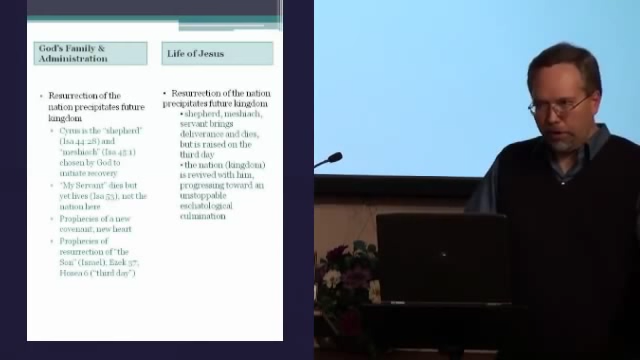 God's Family &
Administration
Life of Jesus
• Resurrection of the
nation precipitates future
kingdom
• Cyrus is the "shepherd"
(Isa 44:28) and
"meshiach" (Isa 45:1)
chosen by God to
initiate recovery
• "My Servant" dies but
yet lives (Isa 53), not the
nation here
• Prophecies of a new
covenant, new heart
• Prophecies of
resurrection of "the
Son" (Israel); Ezek 37;
Hosea 6 ("third day")
• Resurrection of the nation
precipitates future kingdom
• shepherd, meshiach,
servant brings
deliverance and dies,
but is raised on the
third day
• the nation (kingdom)
is revived with him,
progressing toward an
unstoppable
eschatological
culmination